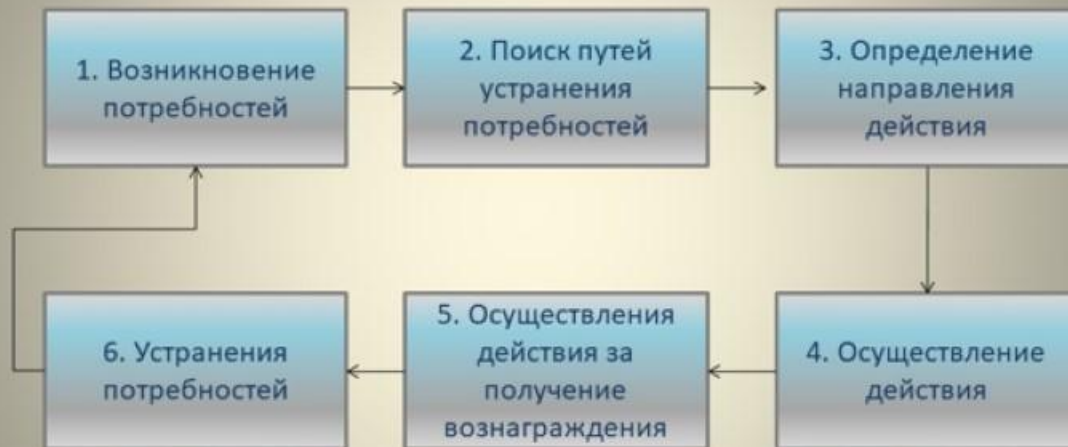 1. Возникновение
потребностей
2. Поиск путей
устранения
потребностей
3. Определение
направления
действия
4. Осуществление
действия
5. Осуществления
действия за
получение
вознаграждения
6. Устранения
потребностей